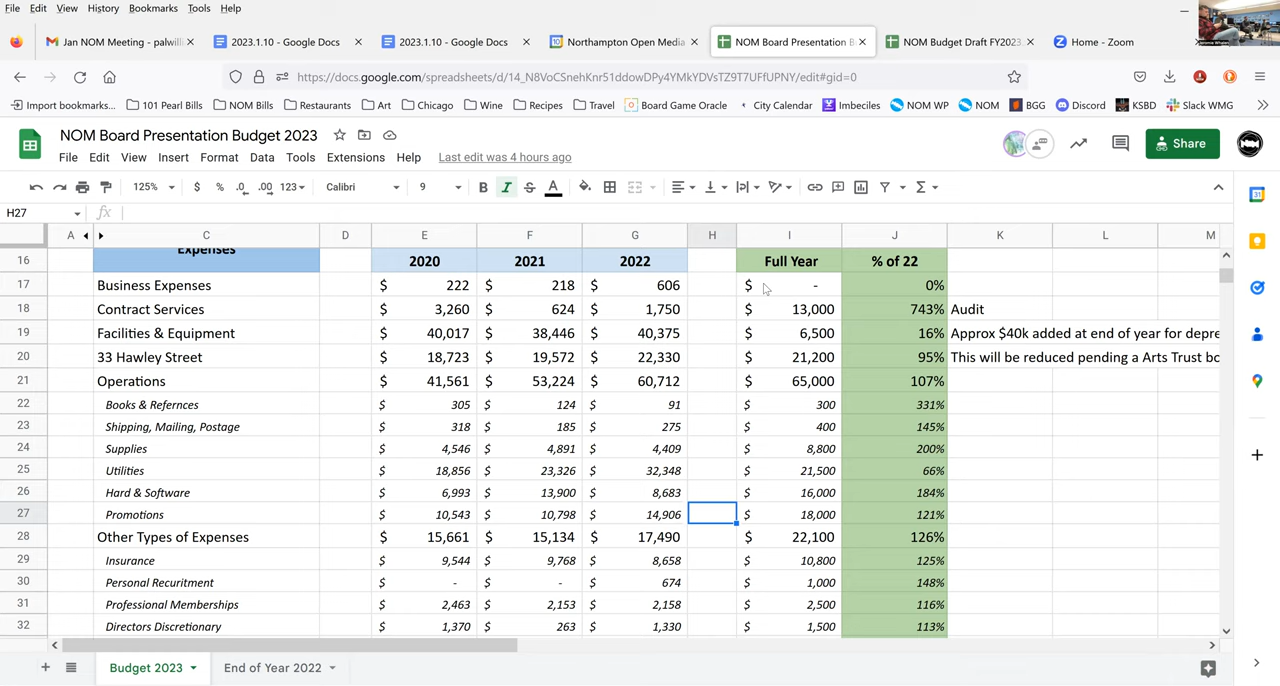 File Edit View History Bookmarks Tools Help
Jan NOM Meeting - palwilli 2023.1.10 - Google Docs 2023.1.10 - Google Docs Northampton Open Media NOM Board Presentation B NOM Budget Draft FY2023. Home - Zoom
https://docs.google.com/spreadsheets/d/14_N8VoCSnehKnr51ddowDPy4YMkYDVsTZ9T7UFfUPNY/edit#gid=0
Import bookmarks... 101 Pearl Bills NOM Bills Restaurants Art Chicago Wine Recipes Travel Board Game Oracle City Calendar Imbeciles NOM WP NOM BGG Discord KSBD Slack WMG
NOM Board Presentation Budget 2023
File Edit View Insert Format Data Tools Extensions Help Last edit was 4 hours ago
Share
125% $ % .0 .00 123 Calibri 9 B I S A
H27 fx
A C D E F G H I J K L M
16 Expenses 2020 2021 2022 Full Year % of 22
17 Business Expenses $ 222 $ 218 $ 606 $ - 0%
18 Contract Services $ 3,260 $ 624 $ 1,750 $ 13,000 743% Audit
19 Facilities & Equipment $ 40,017 $ 38,446 $ 40,375 $ 6,500 16% Approx $40k added at end of year for depre
20 33 Hawley Street $ 18,723 $ 19,572 $ 22,330 $ 21,200 95% This will be reduced pending a Arts Trust bo
21 Operations $ 41,561 $ 53,224 $ 60,712 $ 65,000 107%
22 Books & Refernces $ 305 $ 124 $ 91 $ 300 331%
23 Shipping, Mailing, Postage $ 318 $ 185 $ 275 $ 400 145%
24 Supplies $ 4,546 $ 4,891 $ 4,409 $ 8,800 200%
25 Utilities $ 18,856 $ 23,326 $ 32,348 $ 21,500 66%
26 Hard & Software $ 6,993 $ 13,900 $ 8,683 $ 16,000 184%
27 Promotions $ 10,543 $ 10,798 $ 14,906 $ 18,000 121%
28 Other Types of Expenses $ 15,661 $ 15,134 $ 17,490 $ 22,100 126%
29 Insurance $ 9,544 $ 9,768 $ 8,658 $ 10,800 125%
30 Personal Recuritment $ - $ - $ 674 $ 1,000 148%
31 Professional Memberships $ 2,463 $ 2,153 $ 2,158 $ 2,500 116%
32 Directors Discretionary $ 1,370 $ 263 $ 1,330 $ 1,500 113%
Budget 2023 End of Year 2022